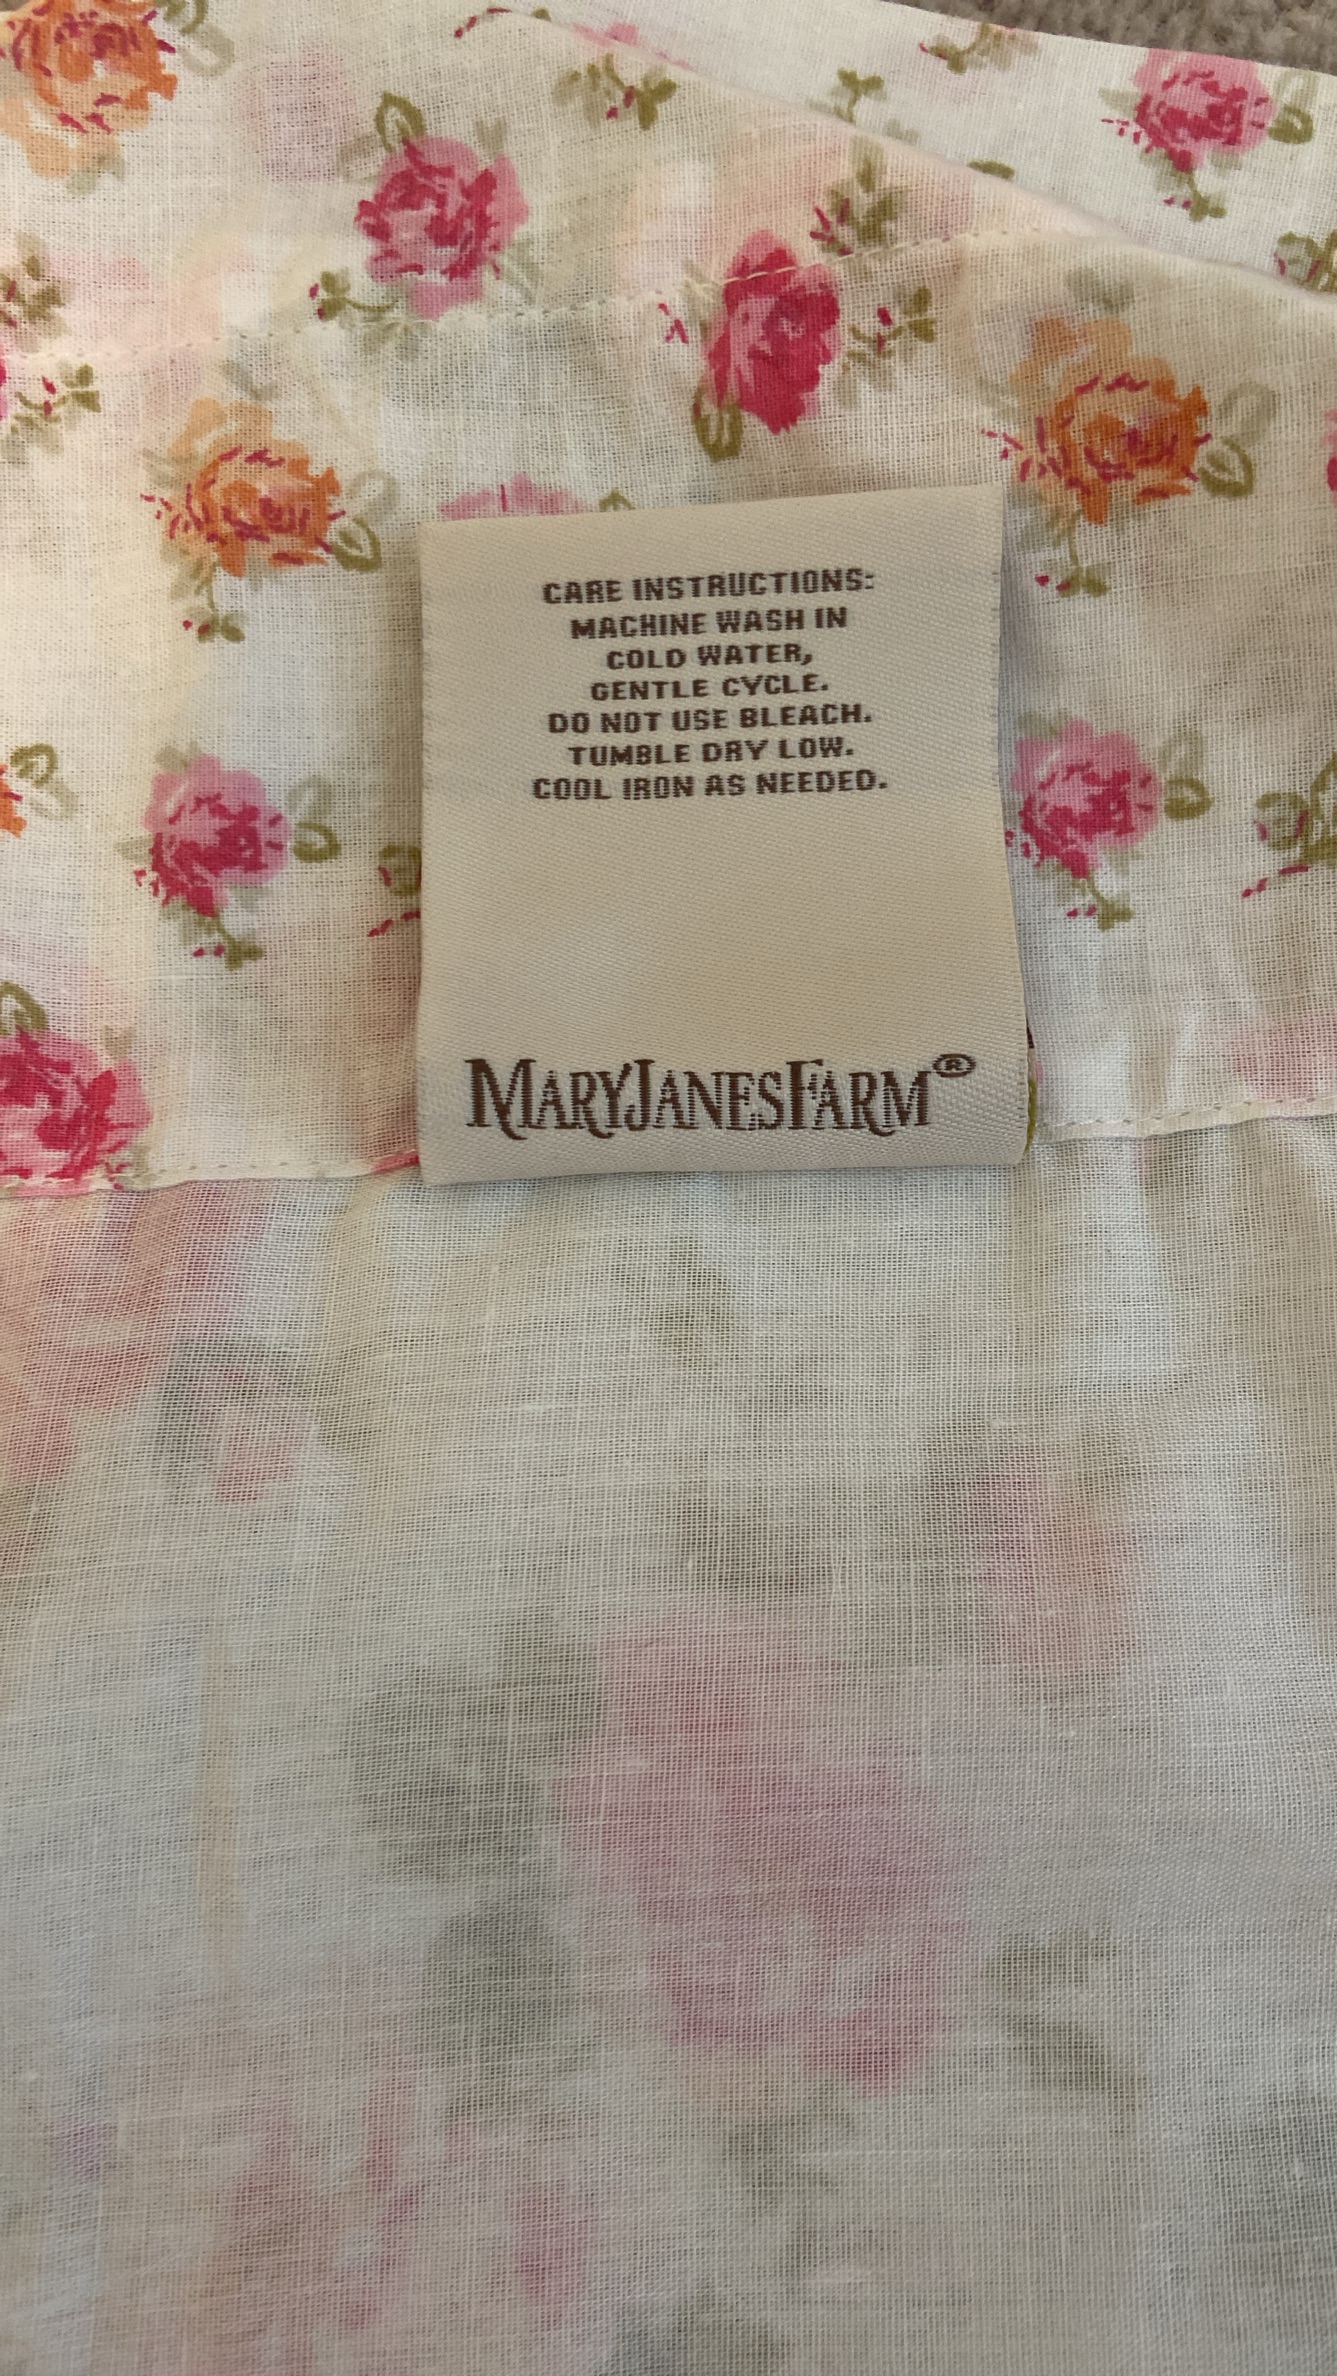 CARE INSTRUCTIONS:
MACHINE WASH IN
COLD WATER,
GENTLE CYCLE.
DO NOT USE BLEACH.
TUMBLE DRY LOW.
COOL IRON AS NEEDED.
MARYJANESFARM®